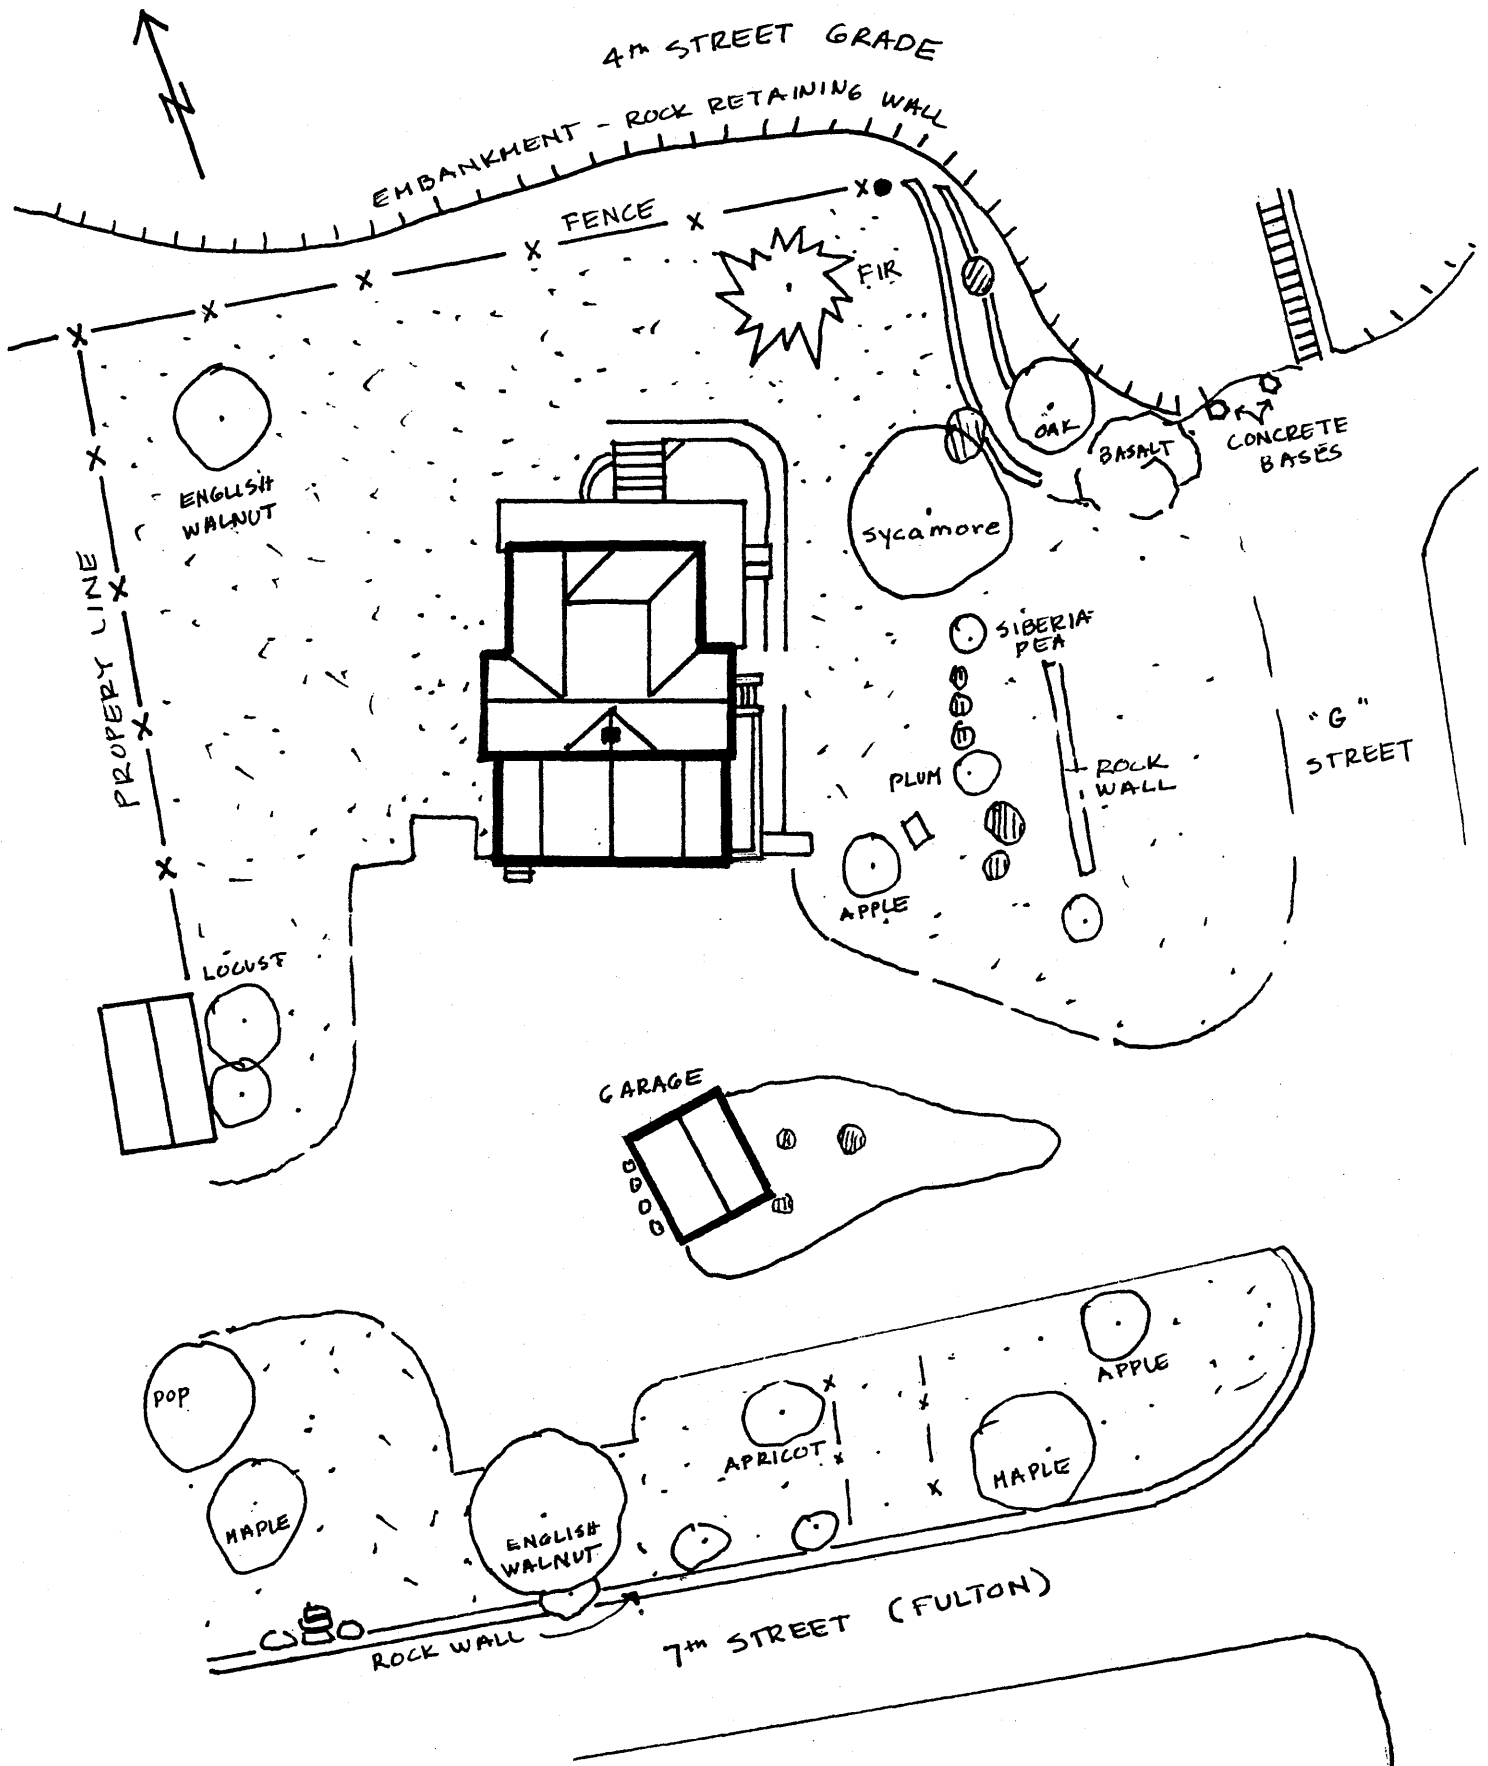 N
4th STREET GRADE
EMBANKMENT - ROCK RETAINING WALL
FENCE
FIR
OAK
BASALT
CONCRETE
BASES
ENGLISH
WALNUT
Sycamore
PROPERTY LINE
SIBERIA
PEA
"G"
STREET
PLUM
ROCK
WALL
APPLE
LOCUST
GARAGE
POP
APPLE
APRICOT
MAPLE
MAPLE
ENGLISH
WALNUT
ROCK WALL
7th STREET (FULTON)